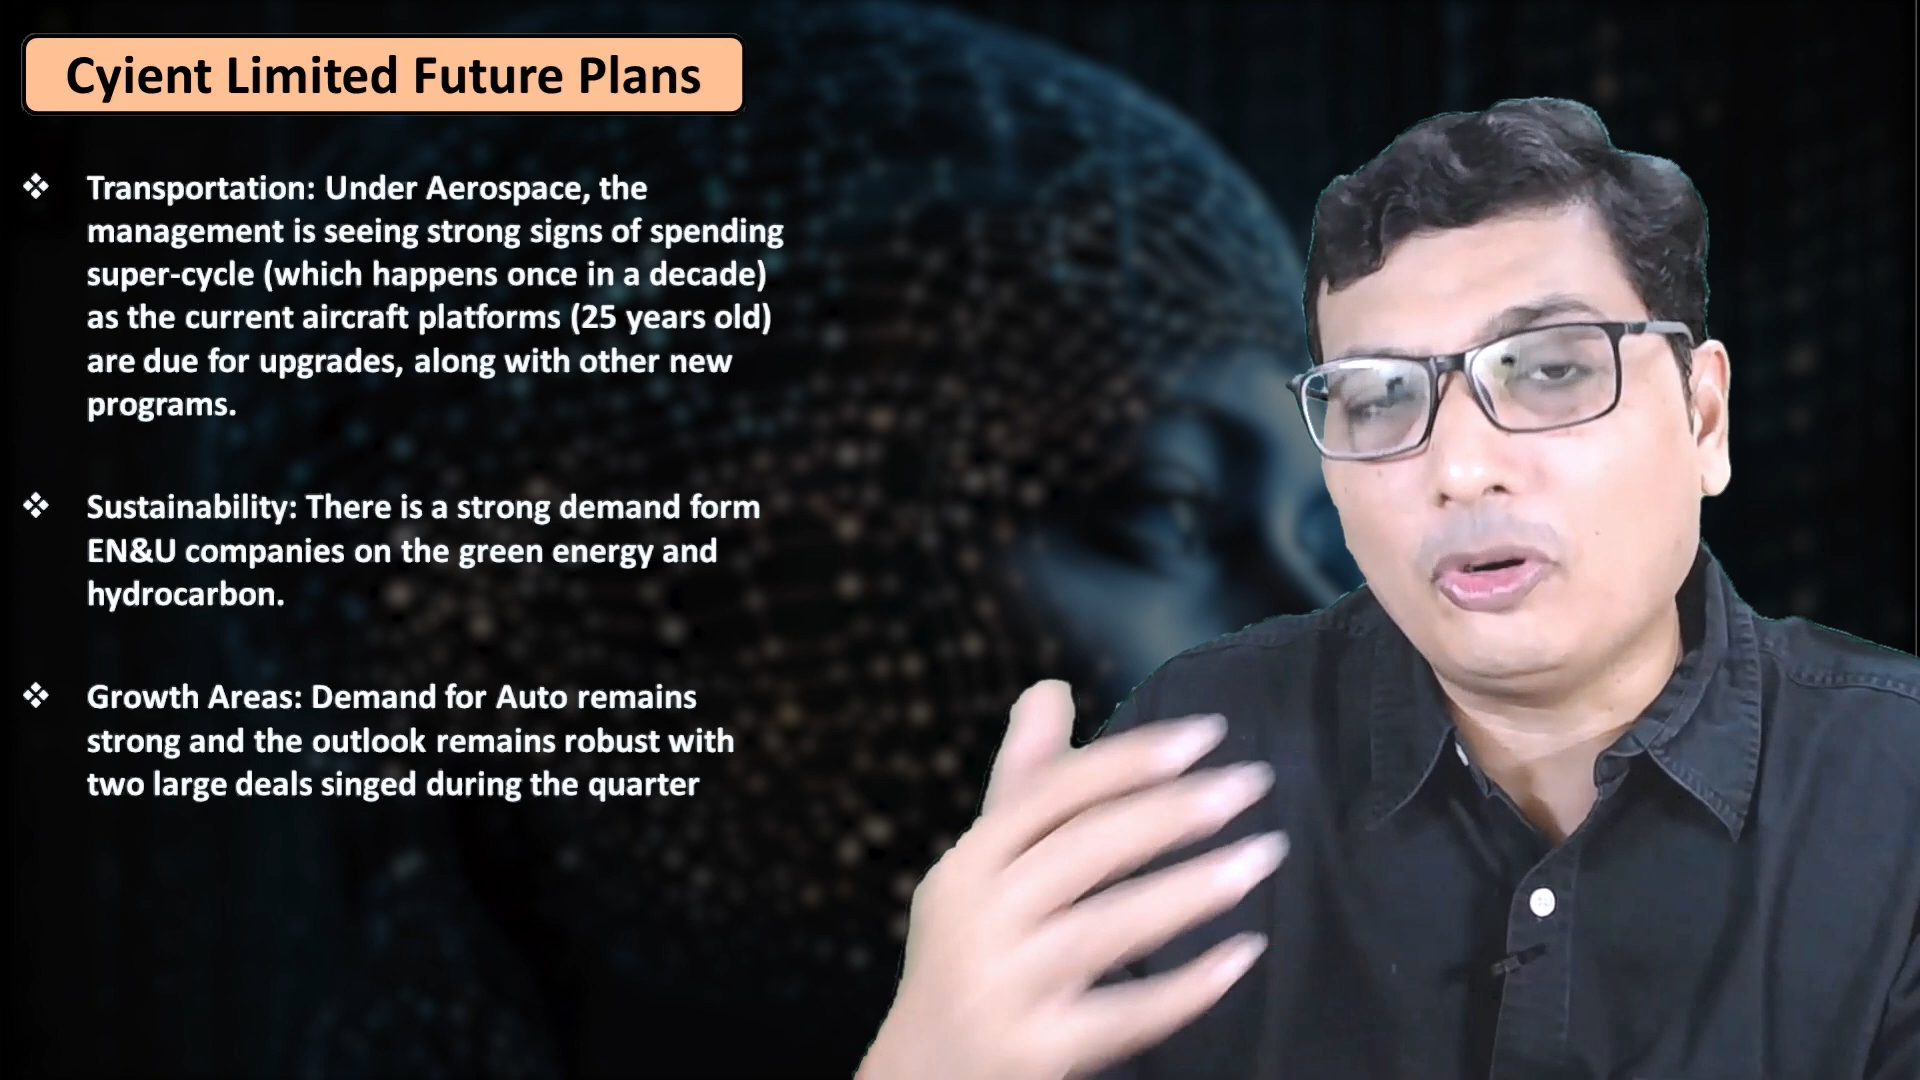 Cyient Limited Future Plans
❖ Transportation: Under Aerospace, the
management is seeing strong signs of spending
super-cycle (which happens once in a decade)
as the current aircraft platforms (25 years old)
are due for upgrades, along with other new
programs.
❖ Sustainability: There is a strong demand form
EN&U companies on the green energy and
hydrocarbon.
❖ Growth Areas: Demand for Auto remains
strong and the outlook remains robust with
two large deals singed during the quarter